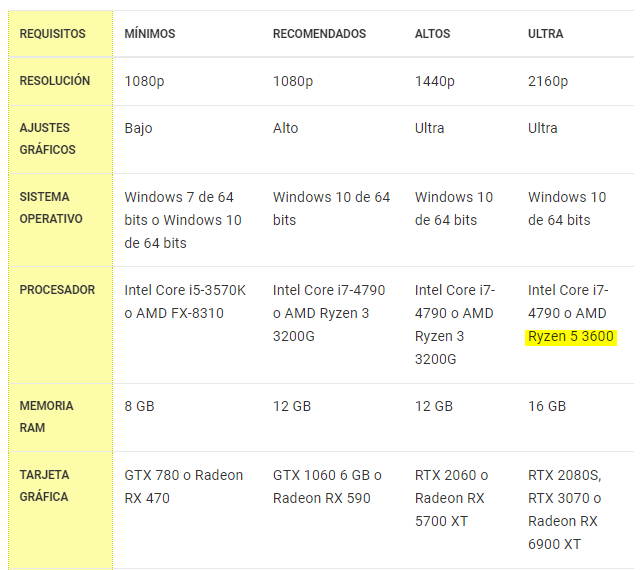 REQUISITOS MÍNIMOS RECOMENDADOS ALTOS ULTRA
RESOLUCIÓN 1080p 1080p 1440p 2160p
AJUSTES GRÁFICOS Bajo Alto Ultra Ultra
SISTEMA OPERATIVO Windows 7 de 64 bits o Windows 10 de 64 bits Windows 10 de 64 bits Windows 10 de 64 bits Windows 10 de 64 bits
PROCESADOR Intel Core i5-3570K o AMD FX-8310 Intel Core i7-4790 o AMD Ryzen 3 3200G Intel Core i7-4790 o AMD Ryzen 3 3200G Intel Core i7-4790 o AMD Ryzen 5 3600
MEMORIA RAM 8 GB 12 GB 12 GB 16 GB
TARJETA GRÁFICA GTX 780 o Radeon RX 470 GTX 1060 6 GB o Radeon RX 590 RTX 2060 o Radeon RX 5700 XT RTX 2080S, RTX 3070 o Radeon RX 6900 XT